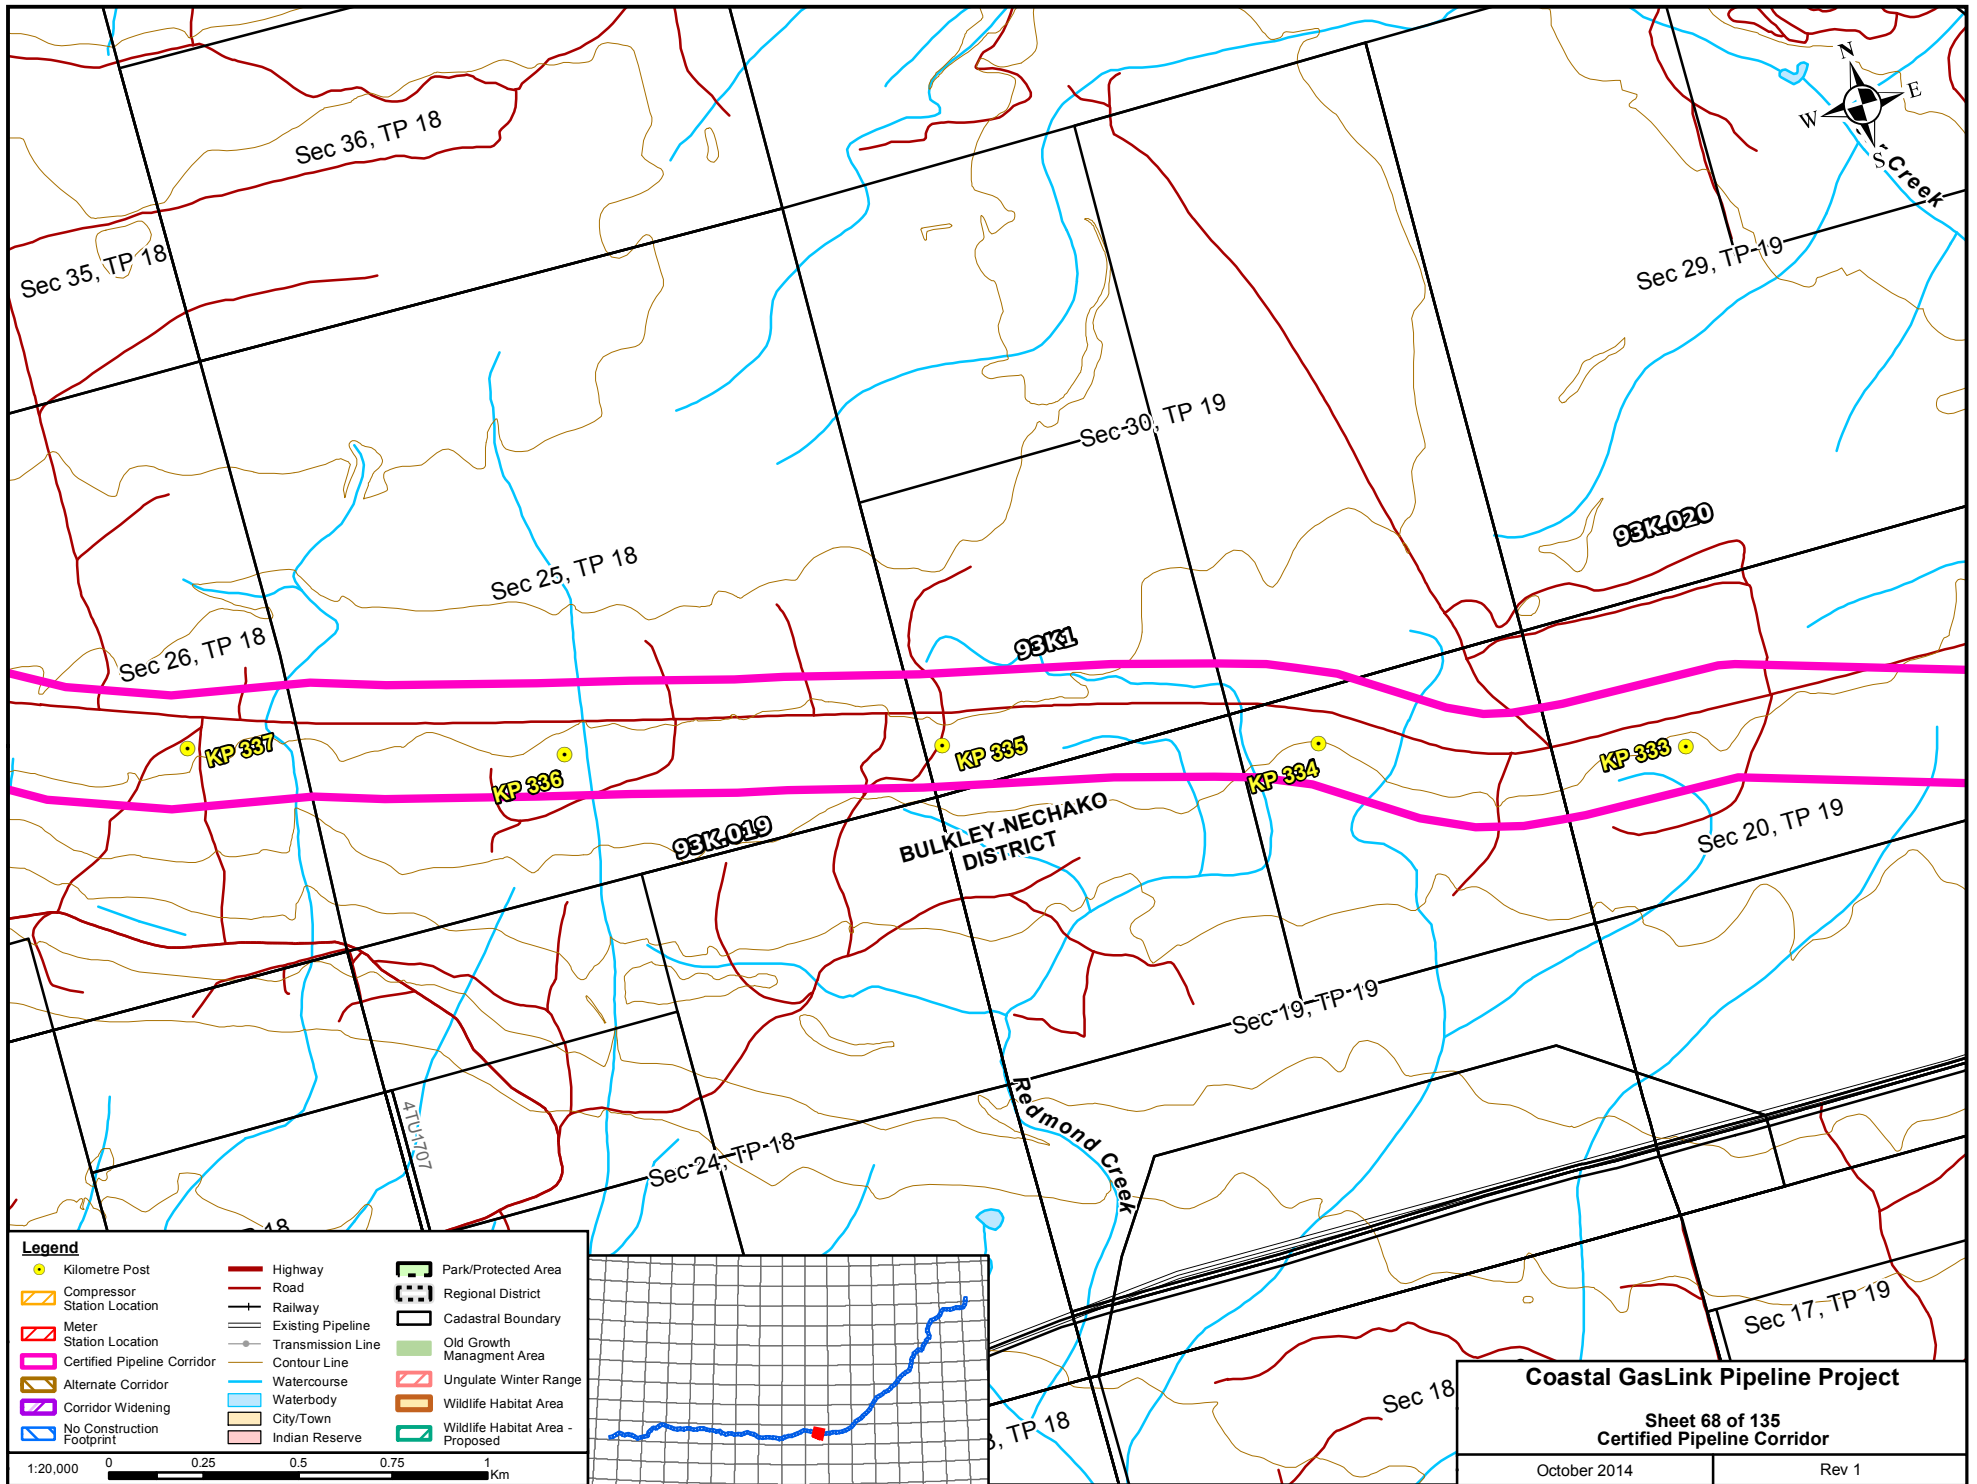 N
E
W
S
Creek
Sec 36, TP 18
Sec 35, TP 18
Sec 29, TP 19
Sec 30, TP 19
93K.020
Sec 25, TP 18
Sec 26, TP 18
93K1
KP 337
KP 336
KP 335
KP 334
KP 333
93K.019
BULKLEY-NECHAKO
DISTRICT
Sec 20, TP 19
Sec 19, TP 19
Redmond Creek
4TU1707
Sec 24, TP 18
18
Sec 17, TP 19
Sec 18
3, TP 18
Legend
Kilometre Post
Compressor
Station Location
Meter
Station Location
Certified Pipeline Corridor
Alternate Corridor
Corridor Widening
No Construction
Footprint
Highway
Road
Railway
Existing Pipeline
Transmission Line
Contour Line
Watercourse
Waterbody
City/Town
Indian Reserve
Park/Protected Area
Regional District
Cadastral Boundary
Old Growth
Managment Area
Ungulate Winter Range
Wildlife Habitat Area
Wildlife Habitat Area -
Proposed
1:20,000
0 0.25 0.5 0.75 1
Km
Coastal GasLink Pipeline Project
Sheet 68 of 135
Certified Pipeline Corridor
October 2014
Rev 1